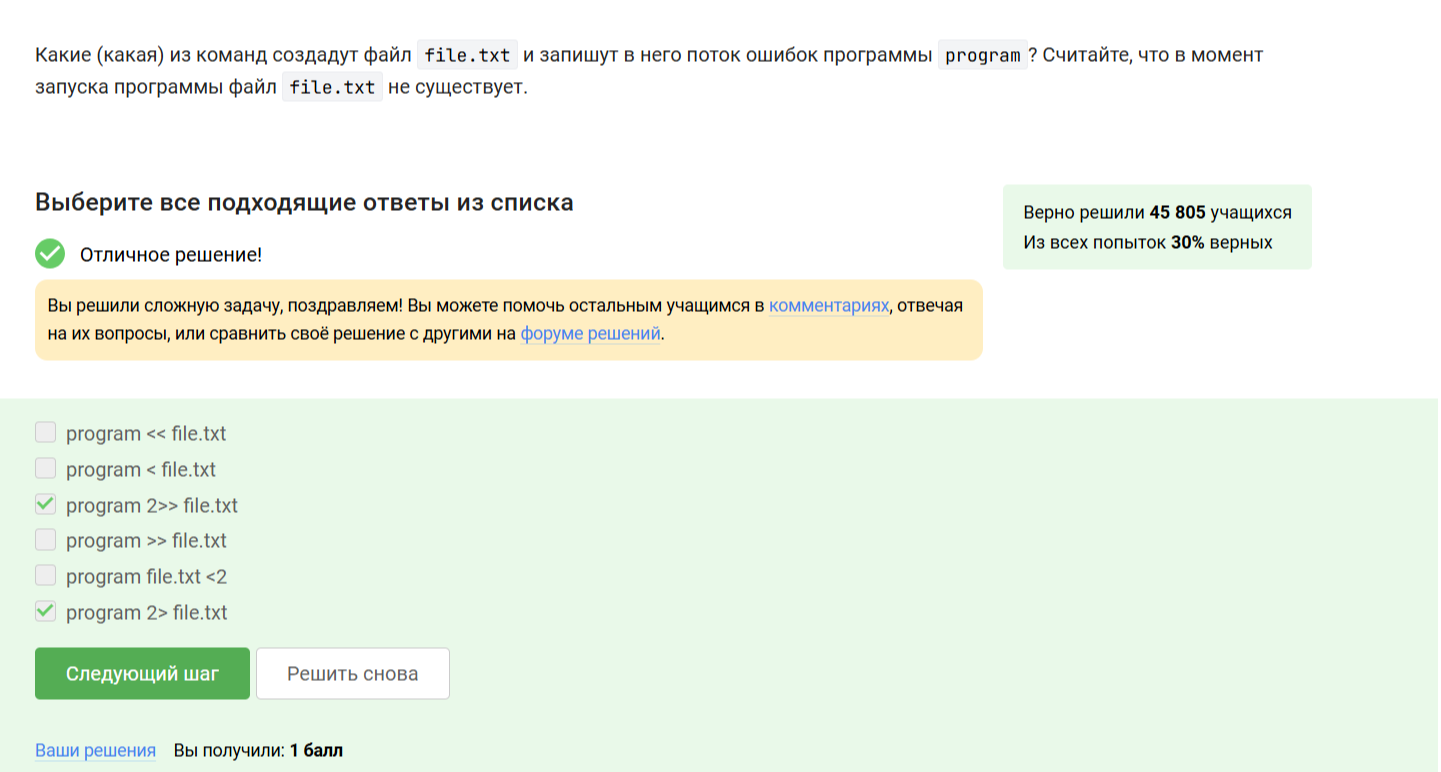 Какие (какая) из команд создадут файл file.txt и запишут в него поток ошибок программы program? Считайте, что в момент
запуска программы файл file.txt не существует.
Выберите все подходящие ответы из списка
Верно решили 45 805 учащихся
Из всех попыток 30% верных
Отличное решение!
Вы решили сложную задачу, поздравляем! Вы можете помочь остальным учащимся в комментариях, отвечая
на их вопросы, или сравнить своё решение с другими на форуме решений.
program << file.txt
program < file.txt
program 2>> file.txt
program >> file.txt
program file.txt <2
program 2> file.txt
Следующий шаг
Решить снова
Ваши решения Вы получили: 1 балл